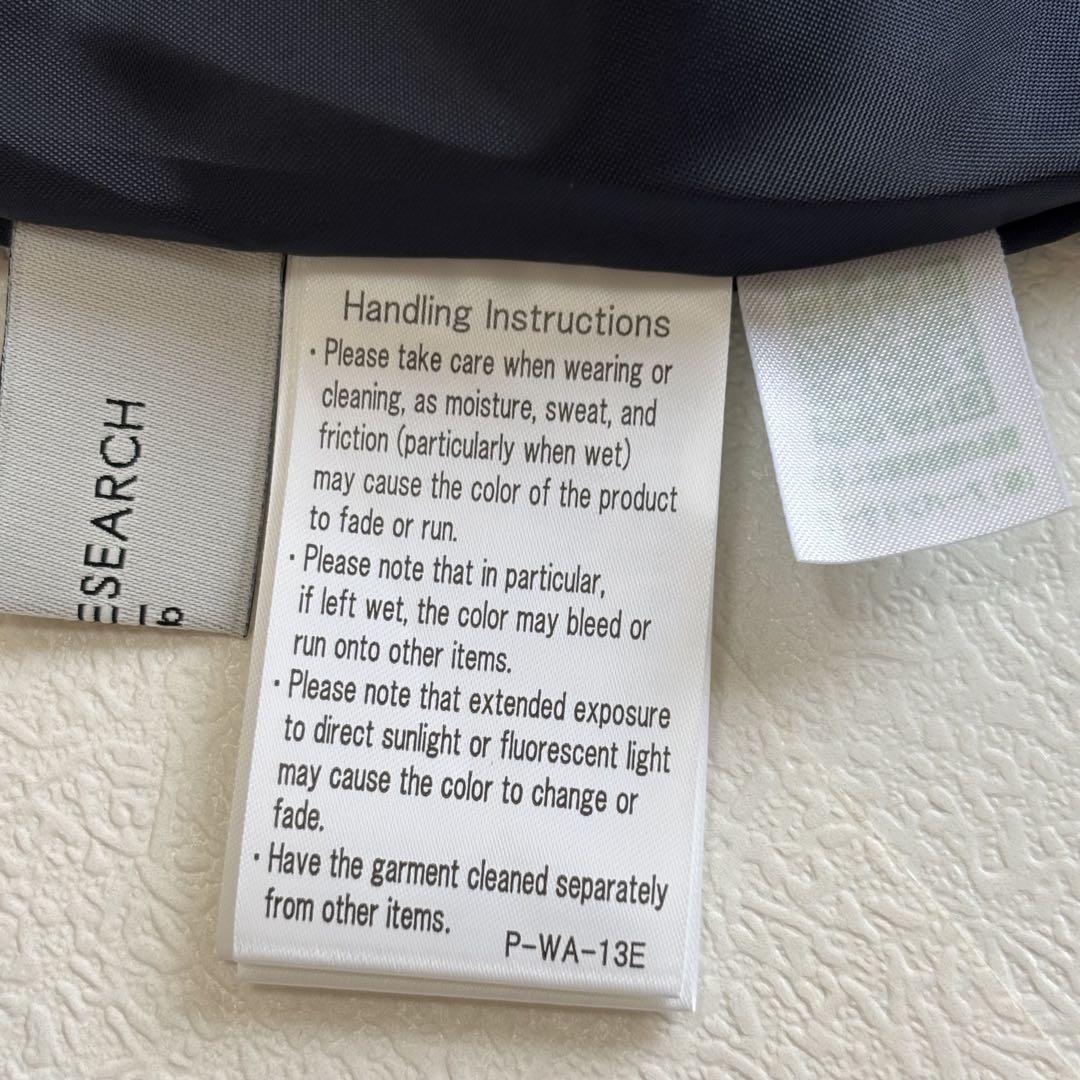 Handling Instructions
・Please take care when wearing or
cleaning, as moisture, sweat, and
friction (particularly when wet)
may cause the color of the product
to fade or run.
・Please note that in particular,
if left wet, the color may bleed or
run onto other items.
・Please note that extended exposure
to direct sunlight or fluorescent light
may cause the color to change or
fade.
・Have the garment cleaned separately
from other items.
P-WA-13E
ESEARCH